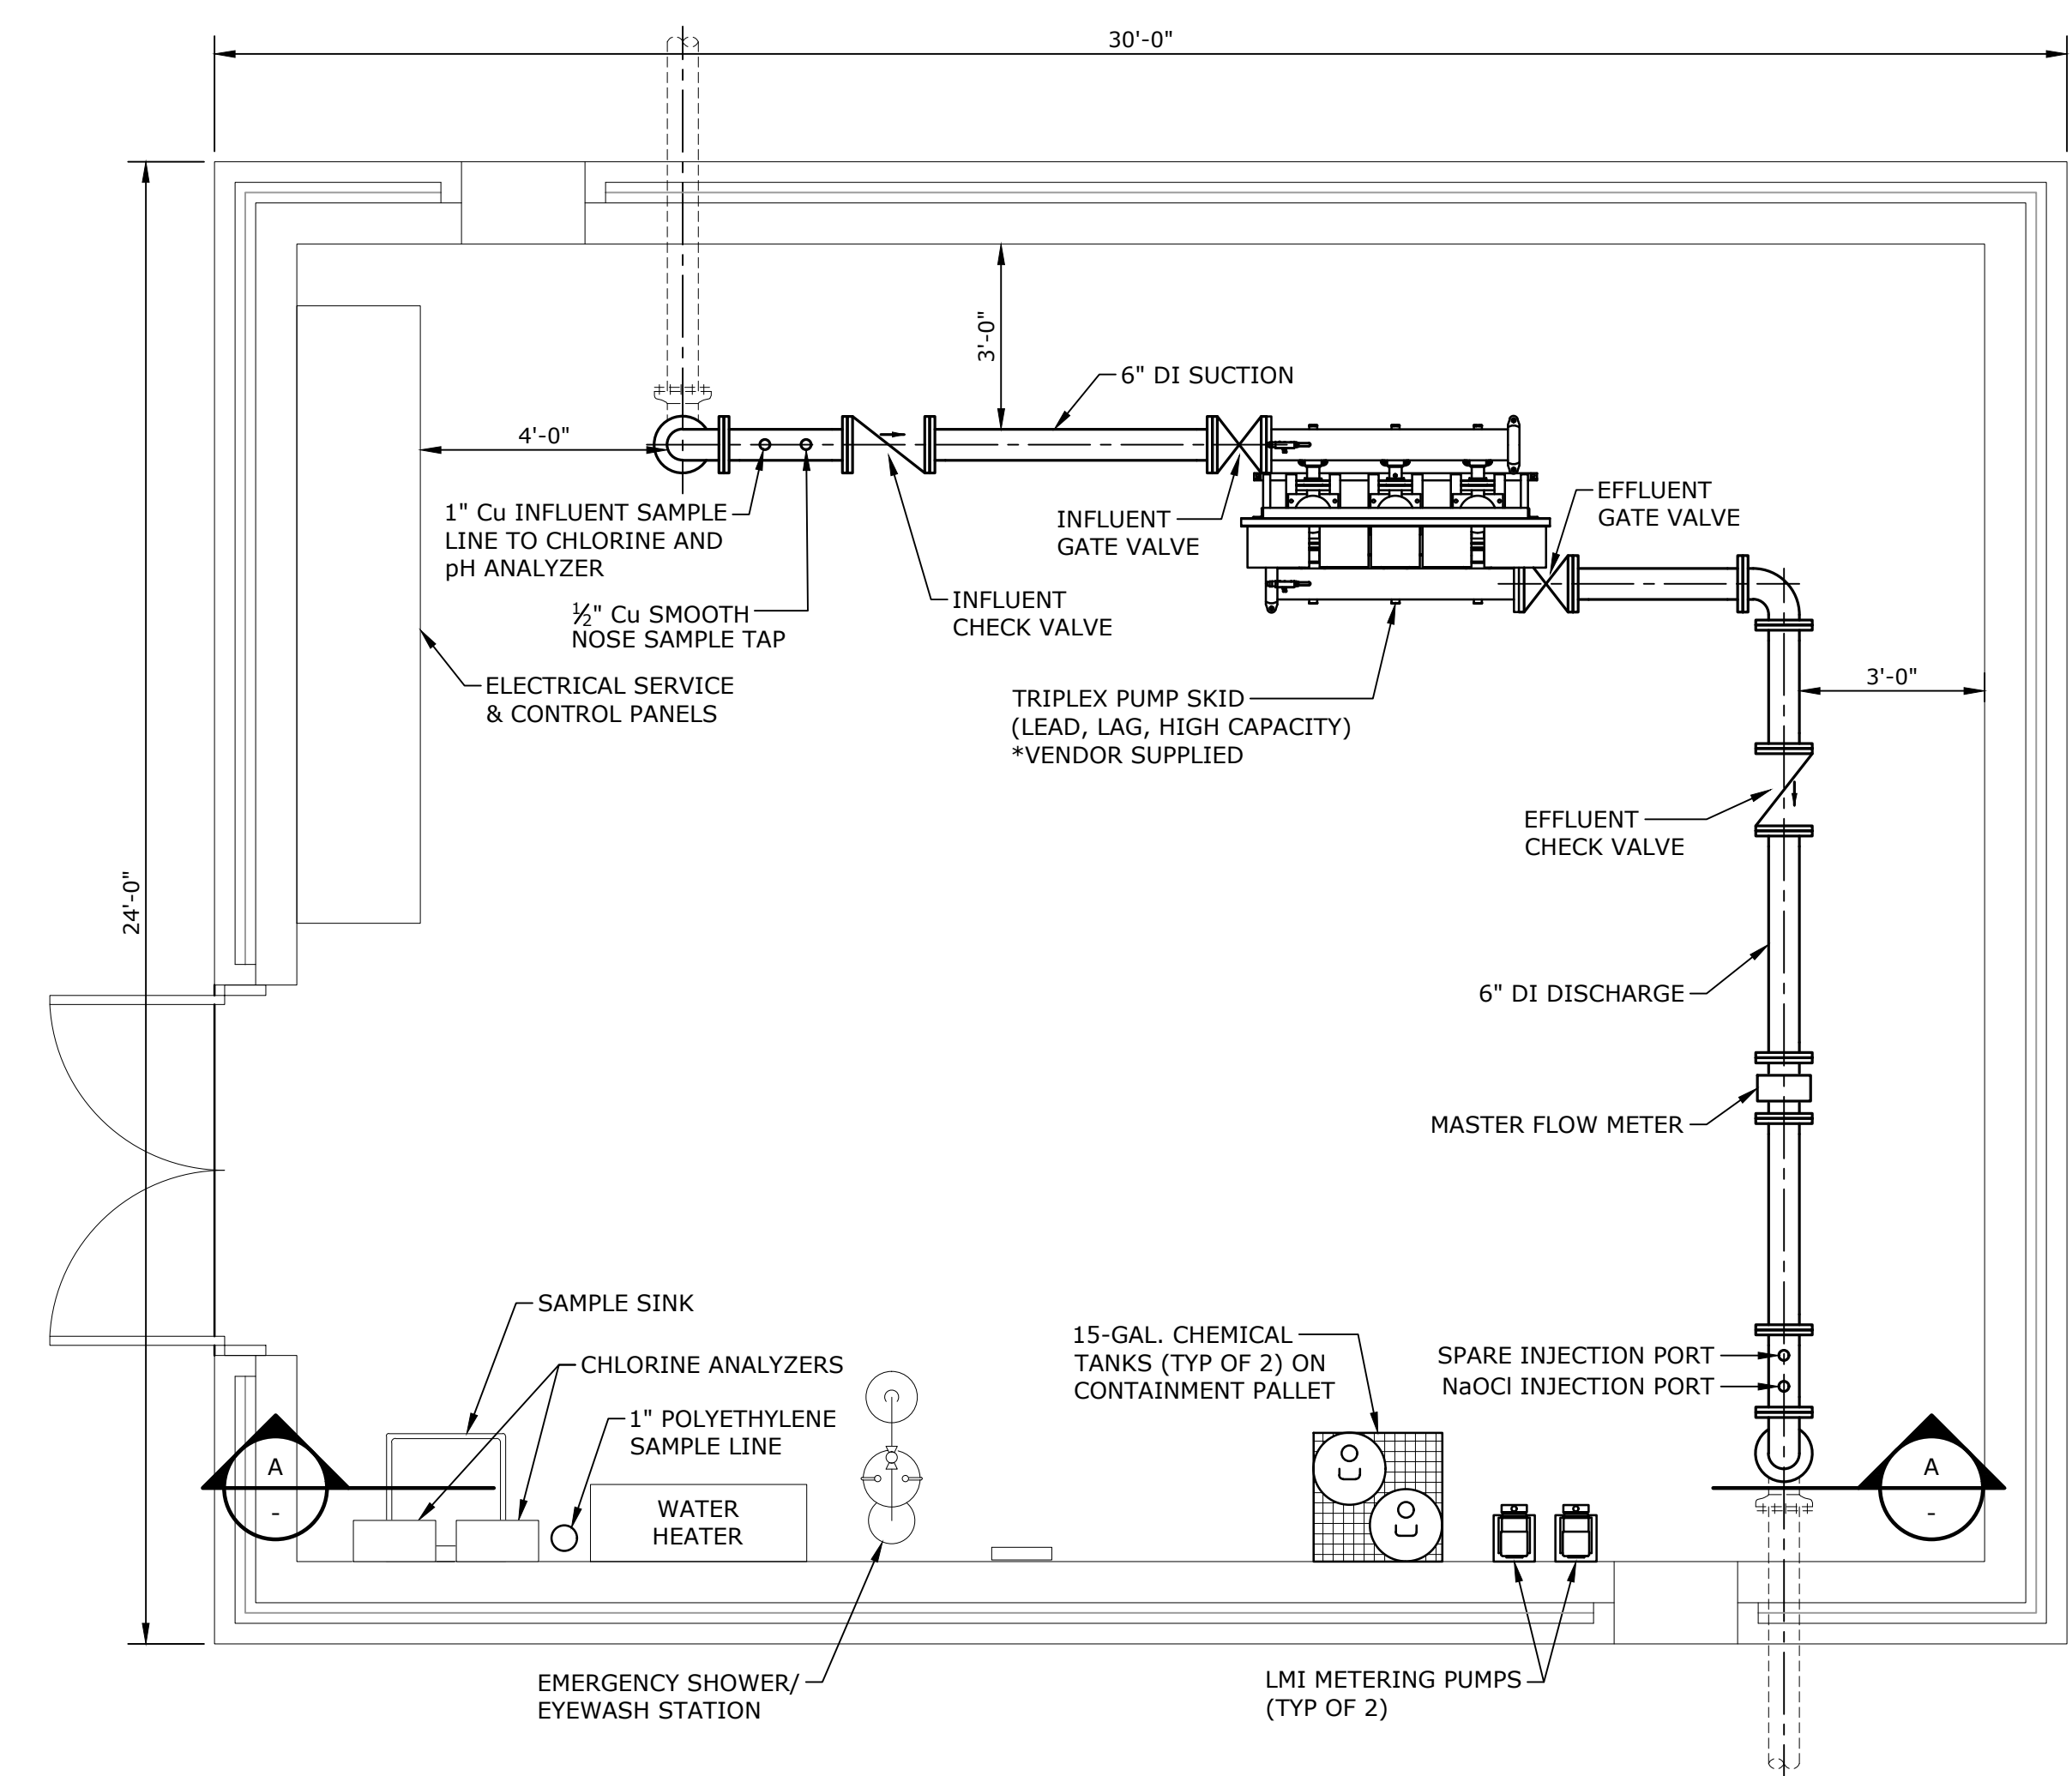 30'-0"
3'-0"
6" DI SUCTION
4'-0"
1" Cu INFLUENT SAMPLE
LINE TO CHLORINE AND
pH ANALYZER
INFLUENT
GATE VALVE
EFFLUENT
GATE VALVE
½" Cu SMOOTH
NOSE SAMPLE TAP
INFLUENT
CHECK VALVE
ELECTRICAL SERVICE
& CONTROL PANELS
TRIPLEX PUMP SKID
(LEAD, LAG, HIGH CAPACITY)
*VENDOR SUPPLIED
3'-0"
EFFLUENT
CHECK VALVE
24'-0"
6" DI DISCHARGE
MASTER FLOW METER
SAMPLE SINK
CHLORINE ANALYZERS
1" POLYETHYLENE
SAMPLE LINE
15-GAL. CHEMICAL
TANKS (TYP OF 2) ON
CONTAINMENT PALLET
SPARE INJECTION PORT
NaOCl INJECTION PORT
A
-
WATER
HEATER
A
-
EMERGENCY SHOWER/
EYEWASH STATION
LMI METERING PUMPS
(TYP OF 2)